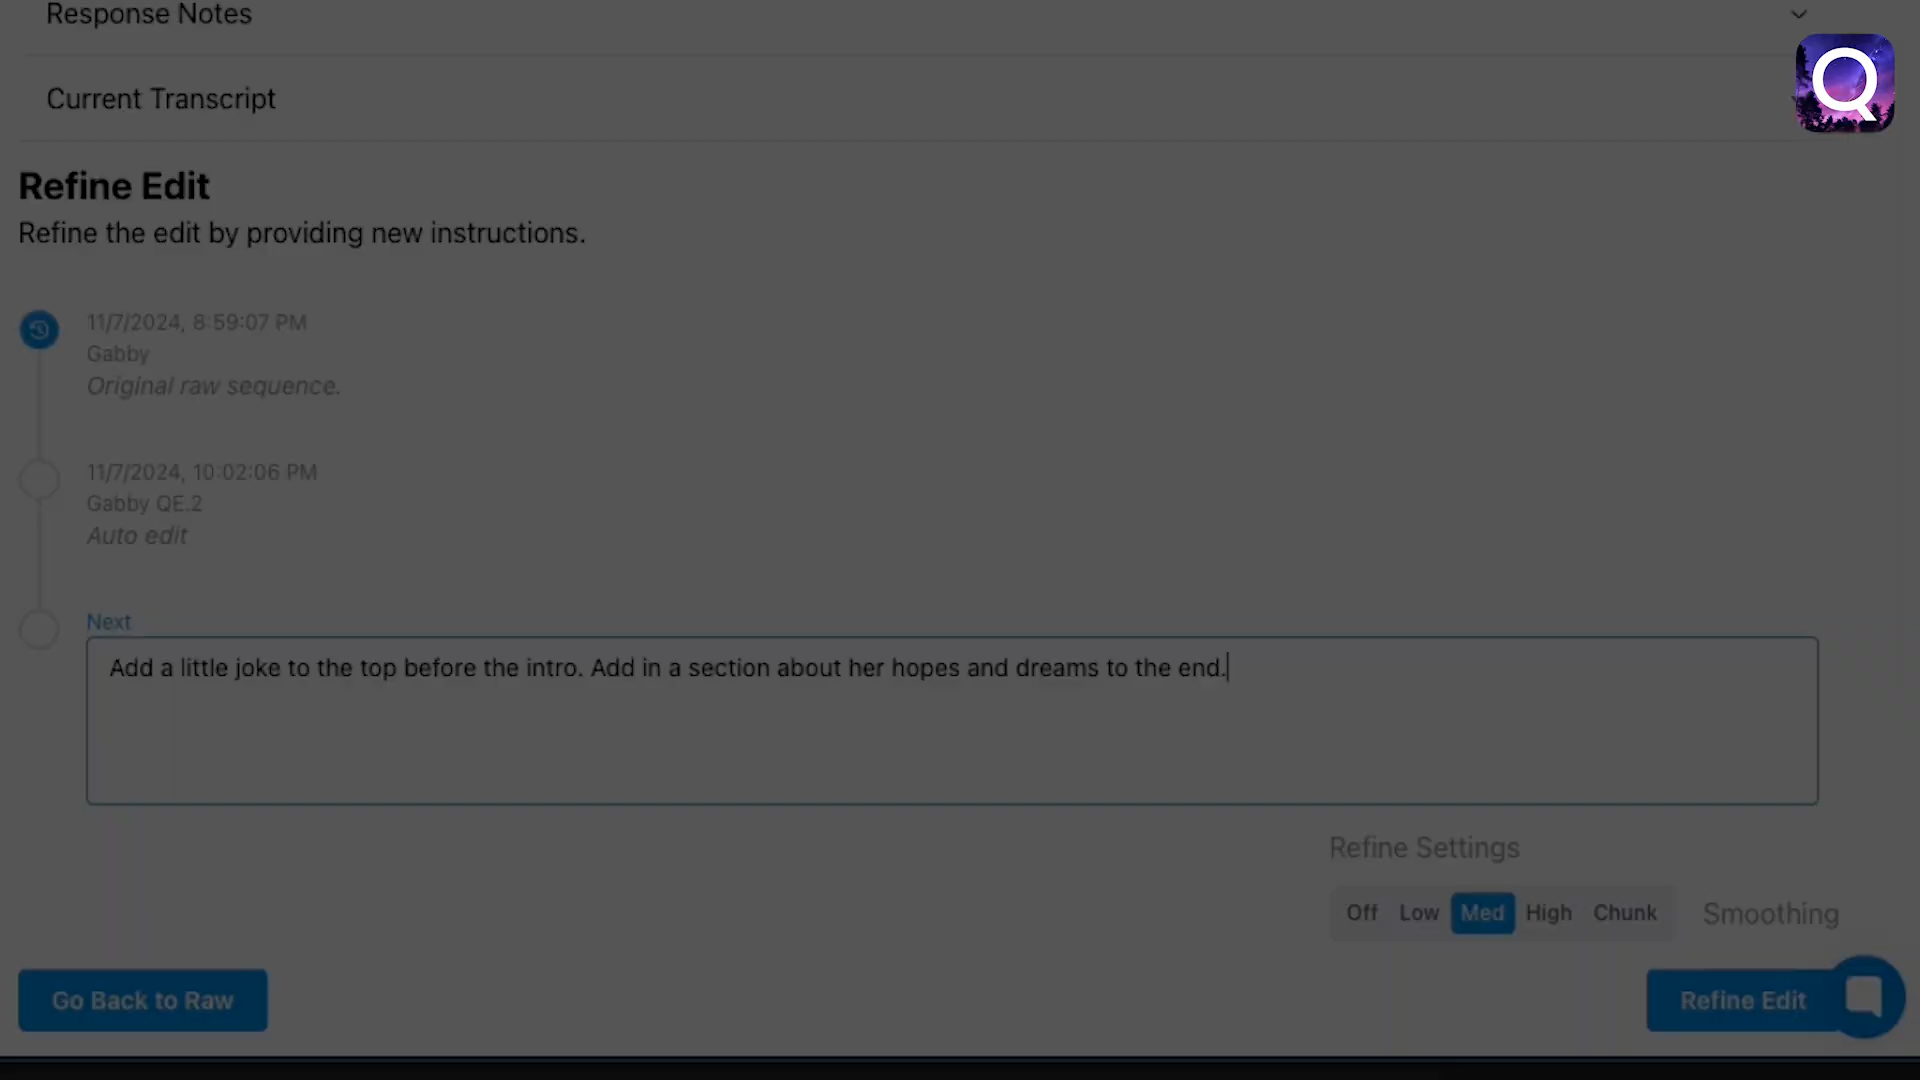 Response Notes
Current Transcript
Q
Refine Edit
Refine the edit by providing new instructions.
11/7/2024, 8:59:07 PM
Gabby
Original raw sequence.
11/7/2024, 10:02:06 PM
Gabby QE.2
Auto edit
Next
Add a little joke to the top before the intro. Add in a section about her hopes and dreams to the end.
Refine Settings
Off Low Med High Chunk Smoothing
Go Back to Raw Refine Edit